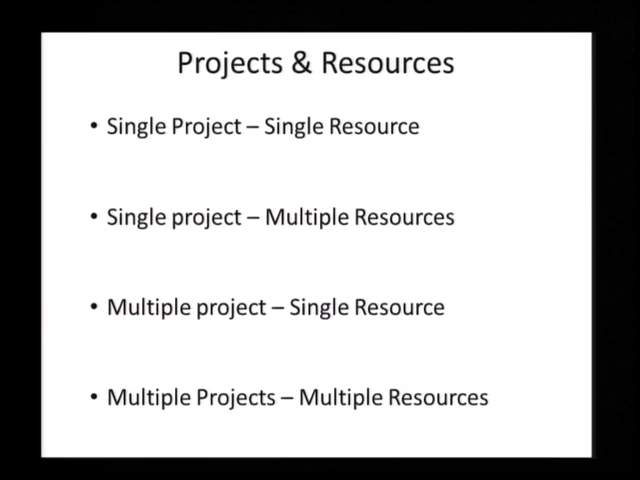 Projects & Resources
• Single Project – Single Resource
• Single project – Multiple Resources
• Multiple project – Single Resource
• Multiple Projects – Multiple Resources